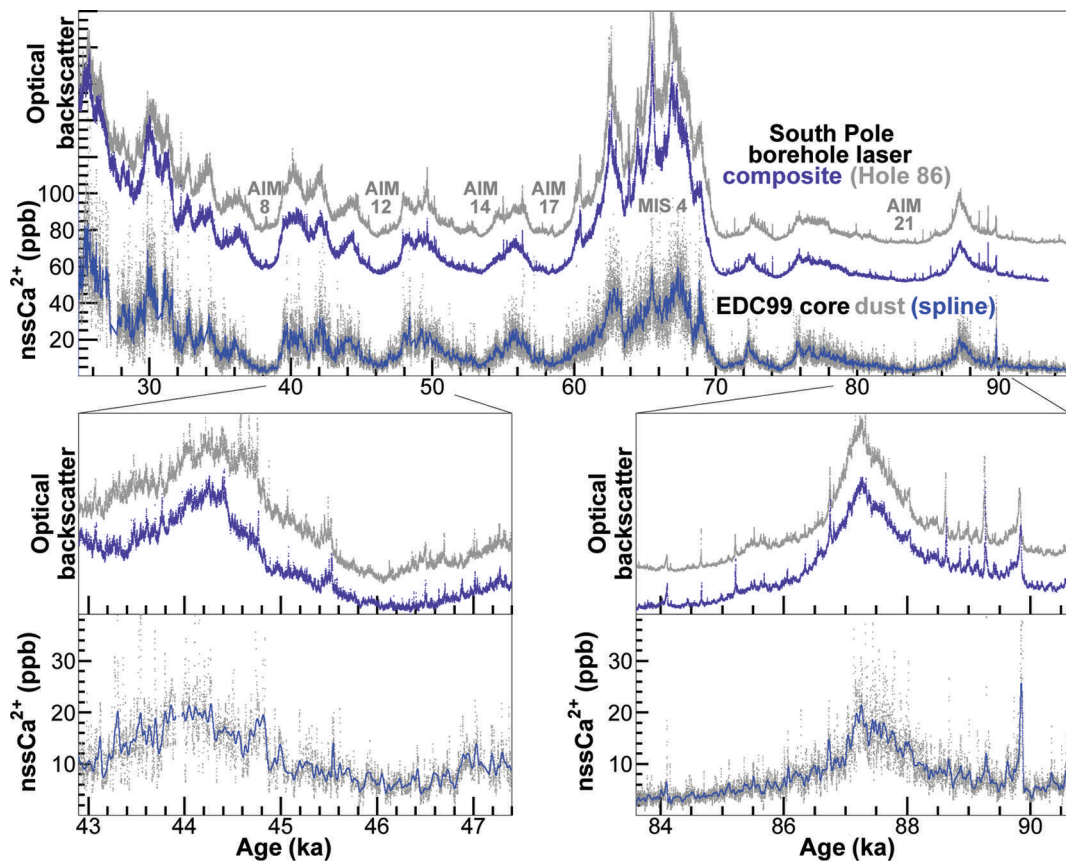 Optical
backscatter
South Pole
borehole laser
composite (Hole 86)
AIM
8
AIM
12
AIM
14
AIM
17
MIS 4
AIM
21
100
80
60
40
20
nssCa²⁺ (ppb)
EDC99 core dust (spline)
30 40 50 60 70 80 90
Optical
backscatter
nssCa²⁺ (ppb)
30
20
10
43 44 45 46 47
Age (ka)
Optical
backscatter
nssCa²⁺ (ppb)
30
20
10
84 86 88 90
Age (ka)